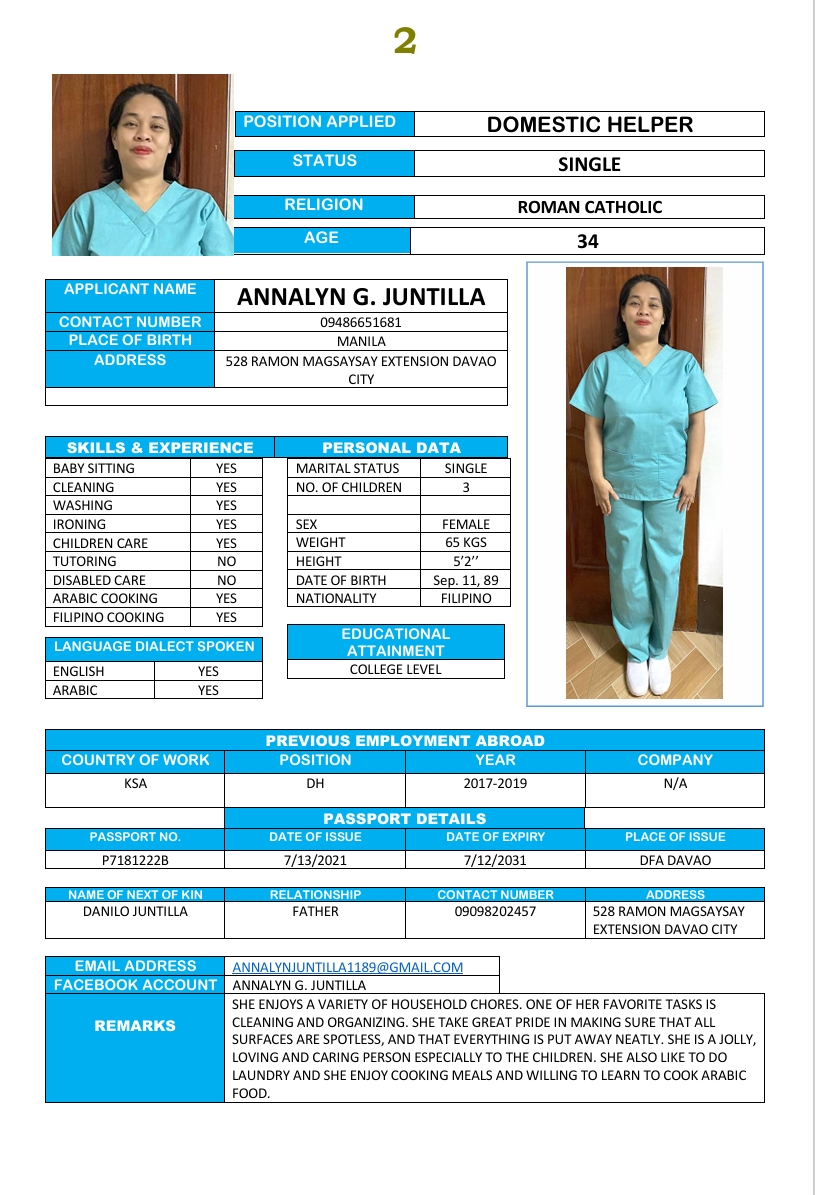 2
POSITION APPLIED DOMESTIC HELPER
STATUS SINGLE
RELIGION ROMAN CATHOLIC
AGE 34
APPLICANT NAME ANNALYN G. JUNTILLA
CONTACT NUMBER 09486651681
PLACE OF BIRTH MANILA
ADDRESS 528 RAMON MAGSAYSAY EXTENSION DAVAO
CITY
SKILLS & EXPERIENCE PERSONAL DATA
BABY SITTING YES MARITAL STATUS SINGLE
CLEANING YES NO. OF CHILDREN 3
WASHING YES
IRONING YES SEX FEMALE
CHILDREN CARE YES WEIGHT 65 KGS
TUTORING NO HEIGHT 5’2’’
DISABLED CARE NO DATE OF BIRTH Sep. 11, 89
ARABIC COOKING YES NATIONALITY FILIPINO
FILIPINO COOKING YES
LANGUAGE DIALECT SPOKEN
ENGLISH YES
ARABIC YES
EDUCATIONAL
ATTAINMENT
COLLEGE LEVEL
PREVIOUS EMPLOYMENT ABROAD
COUNTRY OF WORK POSITION YEAR COMPANY
KSA DH 2017-2019 N/A
PASSPORT DETAILS
PASSPORT NO. DATE OF ISSUE DATE OF EXPIRY PLACE OF ISSUE
P7181222B 7/13/2021 7/12/2031 DFA DAVAO
NAME OF NEXT OF KIN RELATIONSHIP CONTACT NUMBER ADDRESS
DANILO JUNTILLA FATHER 09098202457 528 RAMON MAGSAYSAY
EXTENSION DAVAO CITY
EMAIL ADDRESS ANNALYNJUNTILLA1189@GMAIL.COM
FACEBOOK ACCOUNT ANNALYN G. JUNTILLA
REMARKS SHE ENJOYS A VARIETY OF HOUSEHOLD CHORES. ONE OF HER FAVORITE TASKS IS
CLEANING AND ORGANIZING. SHE TAKE GREAT PRIDE IN MAKING SURE THAT ALL
SURFACES ARE SPOTLESS, AND THAT EVERYTHING IS PUT AWAY NEATLY. SHE IS A JOLLY,
LOVING AND CARING PERSON ESPECIALLY TO THE CHILDREN. SHE ALSO LIKE TO DO
LAUNDRY AND SHE ENJOY COOKING MEALS AND WILLING TO LEARN TO COOK ARABIC
FOOD.